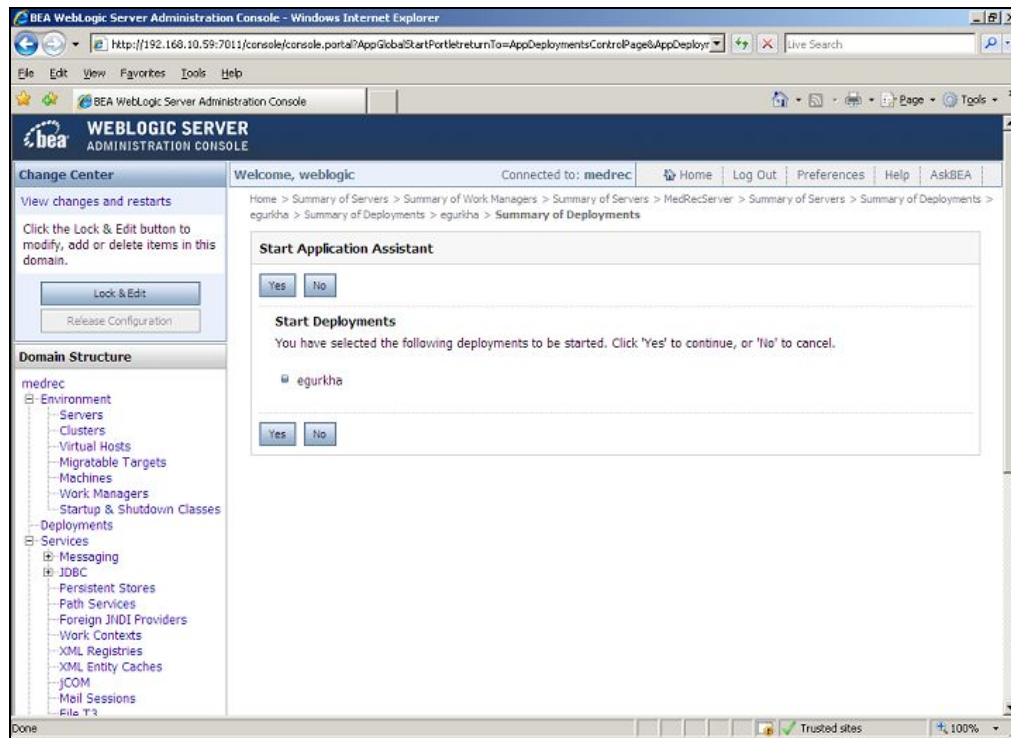 BEA WebLogic Server Administration Console - Windows Internet Explorer
http://192.168.10.59:7011/console/console.portal?AppGlobalStartPortletreturnTo=AppDeploymentsControlPage&AppDeployr
Live Search
File Edit View Favorites Tools Help
BEA WebLogic Server Administration Console
Page Tools
bea WEBLOGIC SERVER
ADMINISTRATION CONSOLE
Change Center
View changes and restarts
Click the Lock & Edit button to
modify, add or delete items in this
domain.
Lock & Edit
Release Configuration
Domain Structure
medrec
Environment
Servers
Clusters
Virtual Hosts
Migratable Targets
Machines
Work Managers
Startup & Shutdown Classes
Deployments
Services
Messaging
JDBC
Persistent Stores
Path Services
Foreign JNDI Providers
Work Contexts
XML Registries
XML Entity Caches
jCOM
Mail Sessions
File T3
Welcome, weblogic Connected to: medrec Home Log Out Preferences Help AskBEA
Home > Summary of Servers > Summary of Work Managers > Summary of Servers > MedRecServer > Summary of Servers > Summary of Deployments >
egurkha > Summary of Deployments > egurkha > Summary of Deployments
Start Application Assistant
Yes No
Start Deployments
You have selected the following deployments to be started. Click 'Yes' to continue, or 'No' to cancel.
egurkha
Yes No
Done Trusted sites 100%